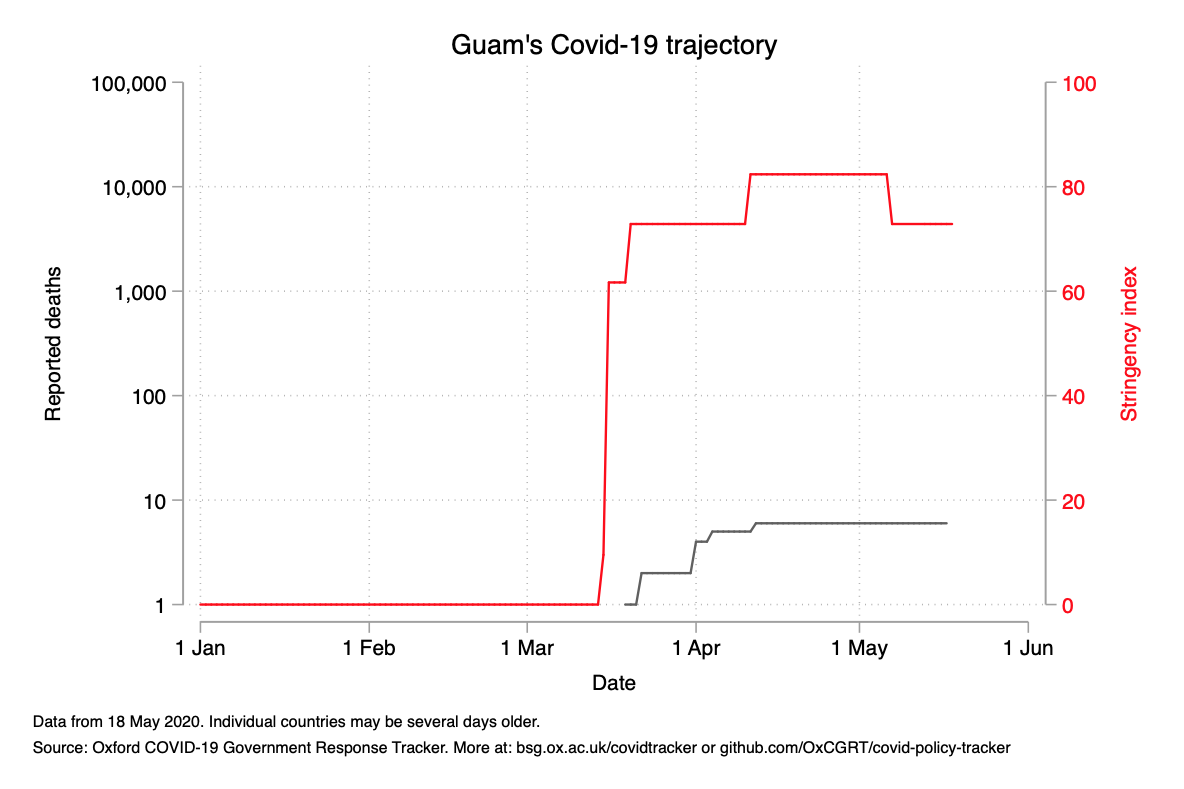 Guam's Covid-19 trajectory
100,000
10,000
1,000
100
10
1
Reported deaths
100
80
60
40
20
0
Stringency index
1 Jan
1 Feb
1 Mar
1 Apr
1 May
1 Jun
Date
Data from 18 May 2020. Individual countries may be several days older.
Source: Oxford COVID-19 Government Response Tracker. More at: bsg.ox.ac.uk/covidtracker or github.com/OxCGRT/covid-policy-tracker